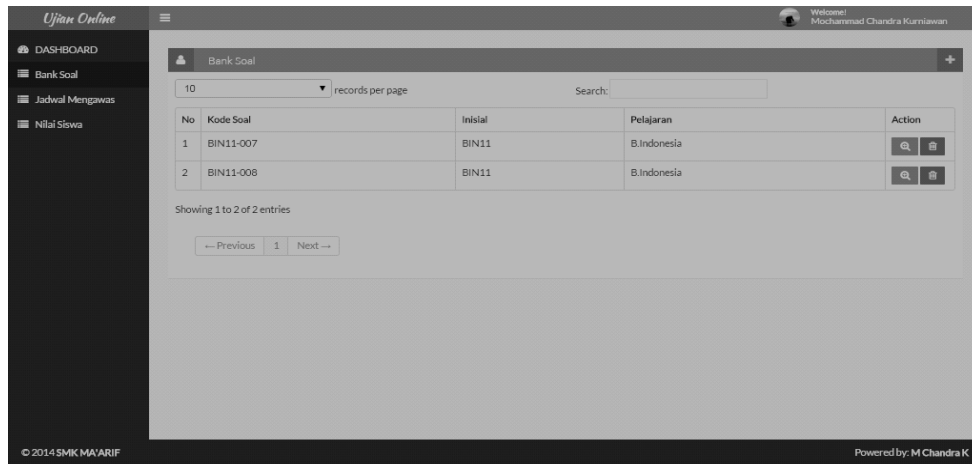 Ujian Online
Welcome!
Mochammad Chandra Kurniawan
DASHBOARD
Bank Soal
Jadwal Mengawas
Nilai Siswa
Bank Soal
10 records per page Search:
No Kode Soal Inisial Pelajaran Action
1 BIN11-007 BIN11 B.Indonesia
2 BIN11-008 BIN11 B.Indonesia
Showing 1 to 2 of 2 entries
← Previous 1 Next →
© 2014 SMK MA'ARIF Powered by: M Chandra K